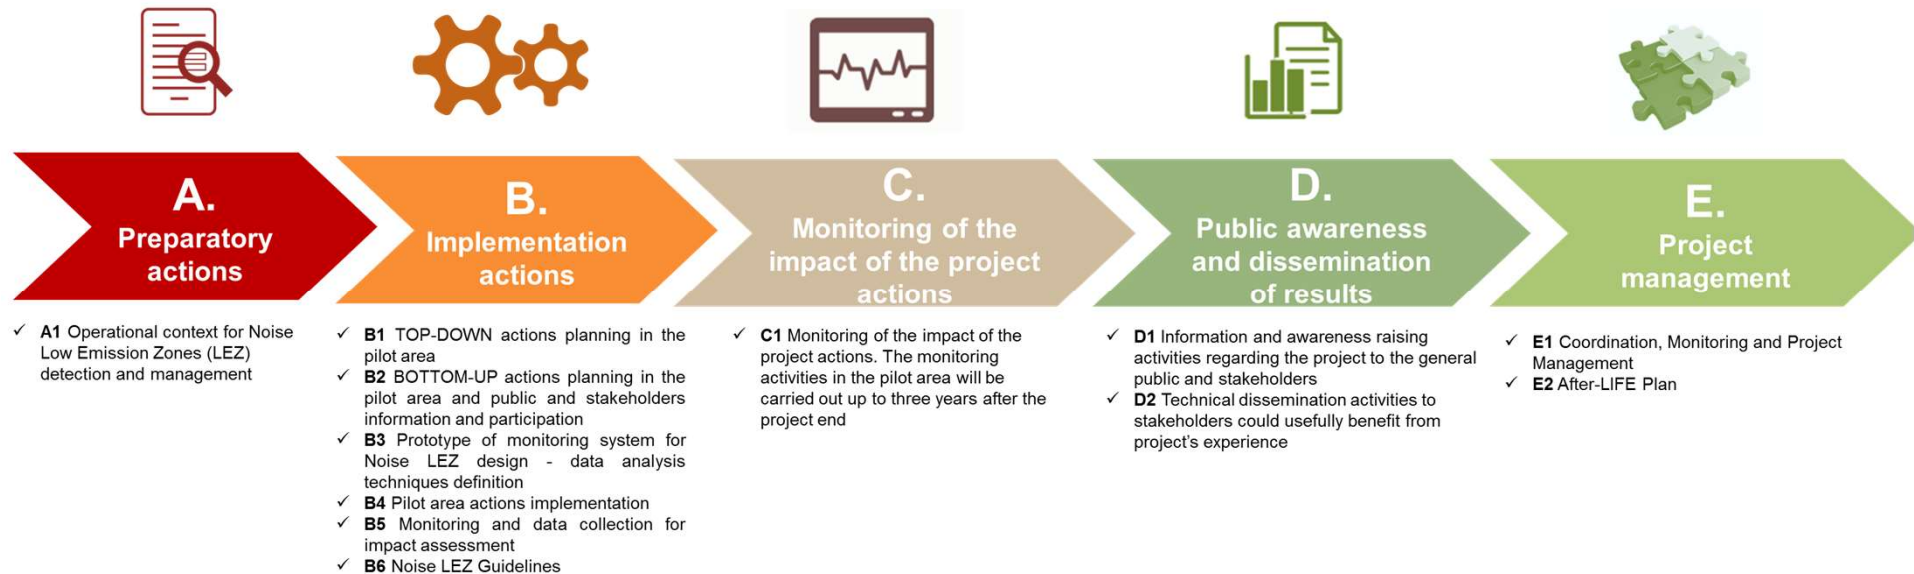 A.
Preparatory
actions
B.
Implementation
actions
C.
Monitoring of the
impact of the project
actions
D.
Public awareness
and dissemination
of results
E.
Project
management
✓ A1 Operational context for Noise
Low Emission Zones (LEZ)
detection and management
✓ B1 TOP-DOWN actions planning in the
pilot area
✓ B2 BOTTOM-UP actions planning in the
pilot area and public and stakeholders
information and participation
✓ B3 Prototype of monitoring system for
Noise LEZ design - data analysis
techniques definition
✓ B4 Pilot area actions implementation
✓ B5 Monitoring and data collection for
impact assessment
✓ B6 Noise LEZ Guidelines
✓ C1 Monitoring of the impact of the
project actions. The monitoring
activities in the pilot area will be
carried out up to three years after the
project end
✓ D1 Information and awareness raising
activities regarding the project to the general
public and stakeholders
✓ D2 Technical dissemination activities to
stakeholders could usefully benefit from
project's experience
✓ E1 Coordination, Monitoring and Project
Management
✓ E2 After-LIFE Plan